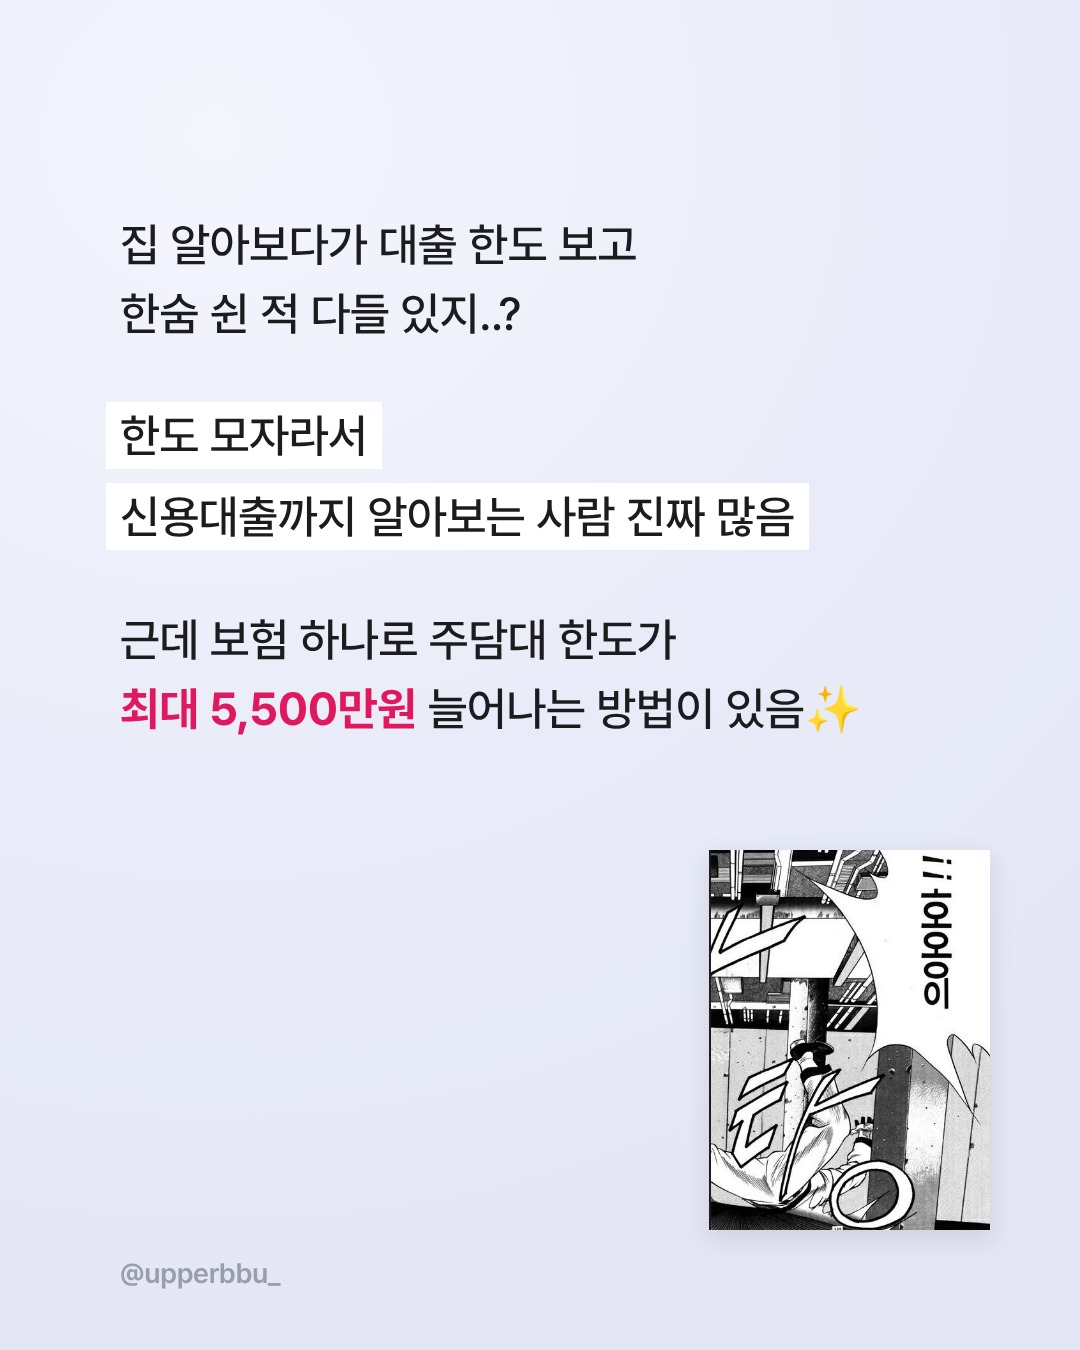 집 알아보다가 대출 한도 보고
한숨 쉰 적 다들 있지..?
한도 모자라서
신용대출까지 알아보는 사람 진짜 많음
근데 보험 하나로 주담대 한도가
최대 5,500만원 늘어나는 방법이 있음✨
@upperbbu_